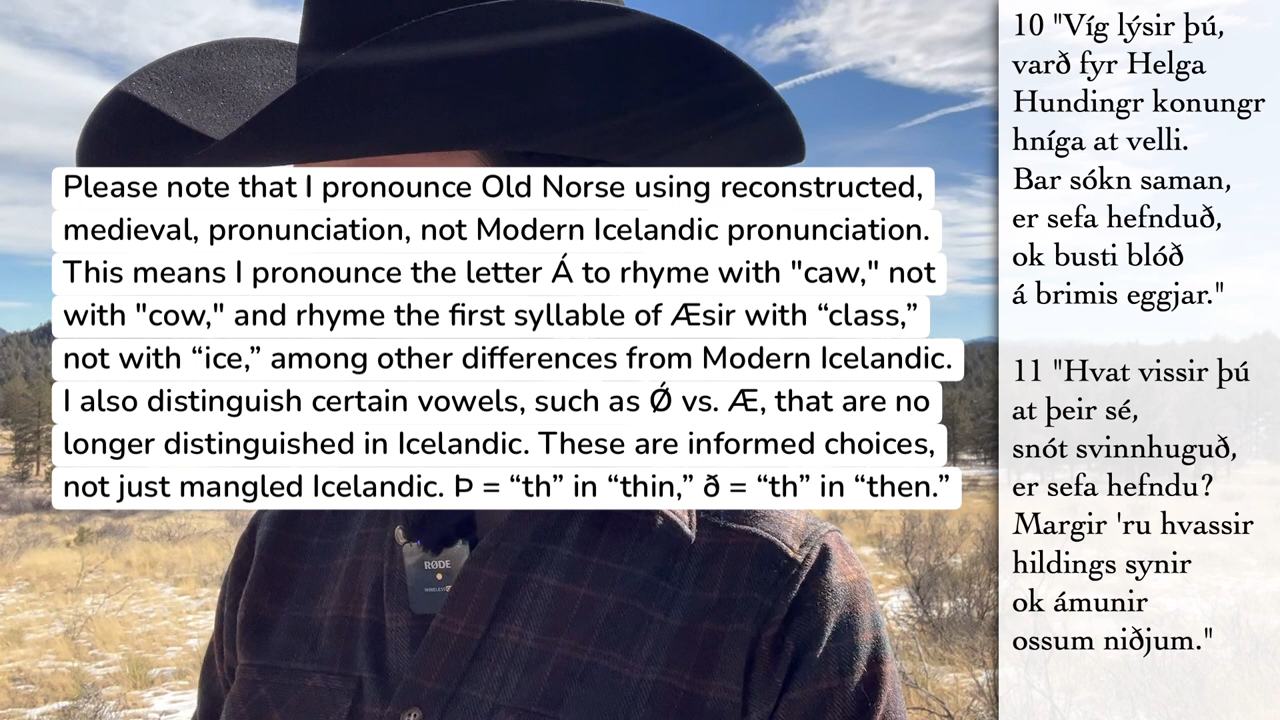 Please note that I pronounce Old Norse using reconstructed,
medieval, pronunciation, not Modern Icelandic pronunciation.
This means I pronounce the letter Á to rhyme with "caw," not
with "cow," and rhyme the first syllable of Æsir with “class,”
not with “ice,” among other differences from Modern Icelandic.
I also distinguish certain vowels, such as Ǿ vs. Æ, that are no
longer distinguished in Icelandic. These are informed choices,
not just mangled Icelandic. Þ = “th” in “thin,” ð = “th” in “then.”
RØDE
WIRELESS
10 "Víg lýsir þú,
varð fyr Helga
Hundingr konungr
hníga at velli.
Bar sókn saman,
er sefa hefnduð,
ok busti blóð
á brimis eggjar."
11 "Hvat vissir þú
at þeir sé,
snót svinnhuguð,
er sefa hefndu?
Margir 'ru hvassir
hildings synir
ok ámunir
ossum niðjum."